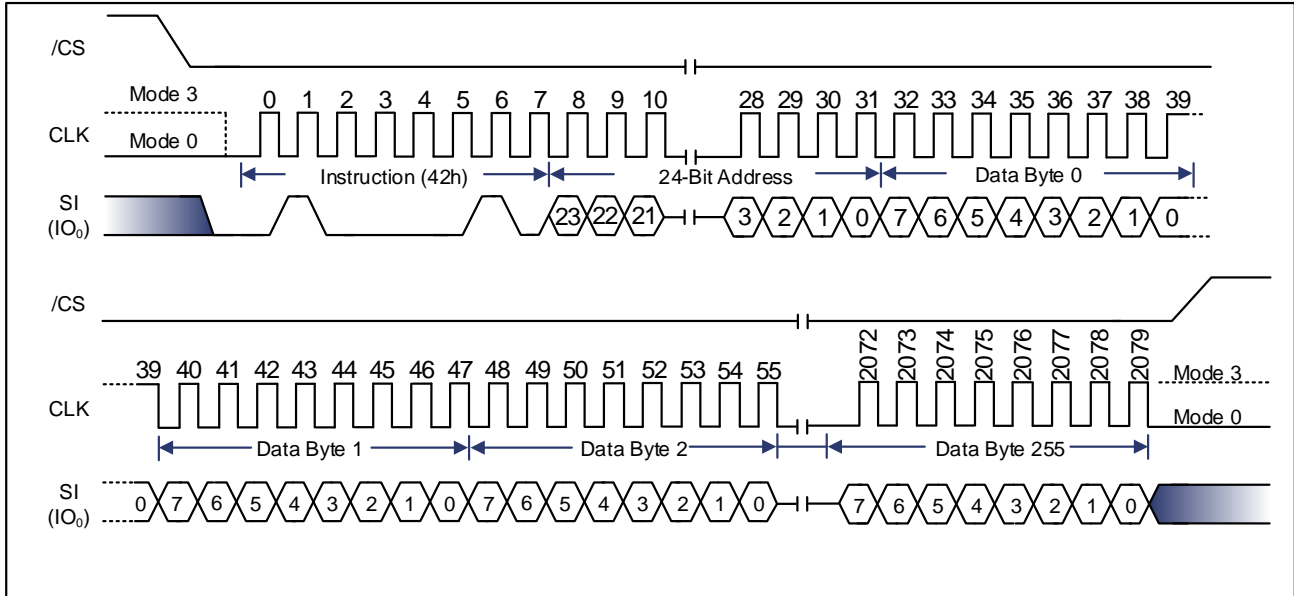 /CS
Mode 3
0 1 2 3 4 5 6 7 8 9 10 28 29 30 31 32 33 34 35 36 37 38 39
CLK
Mode 0
Instruction (42h) 24-Bit Address Data Byte 0
SI
(IO₀)
23 22 21 3 2 1 0 7 6 5 4 3 2 1 0
/CS
39 40 41 42 43 44 45 46 47 48 49 50 51 52 53 54 55 2072 2073 2074 2075 2076 2077 2078 2079
Mode 3
CLK
Mode 0
Data Byte 1 Data Byte 2 Data Byte 255
SI
(IO₀)
0 7 6 5 4 3 2 1 0 7 6 5 4 3 2 1 0 7 6 5 4 3 2 1 0